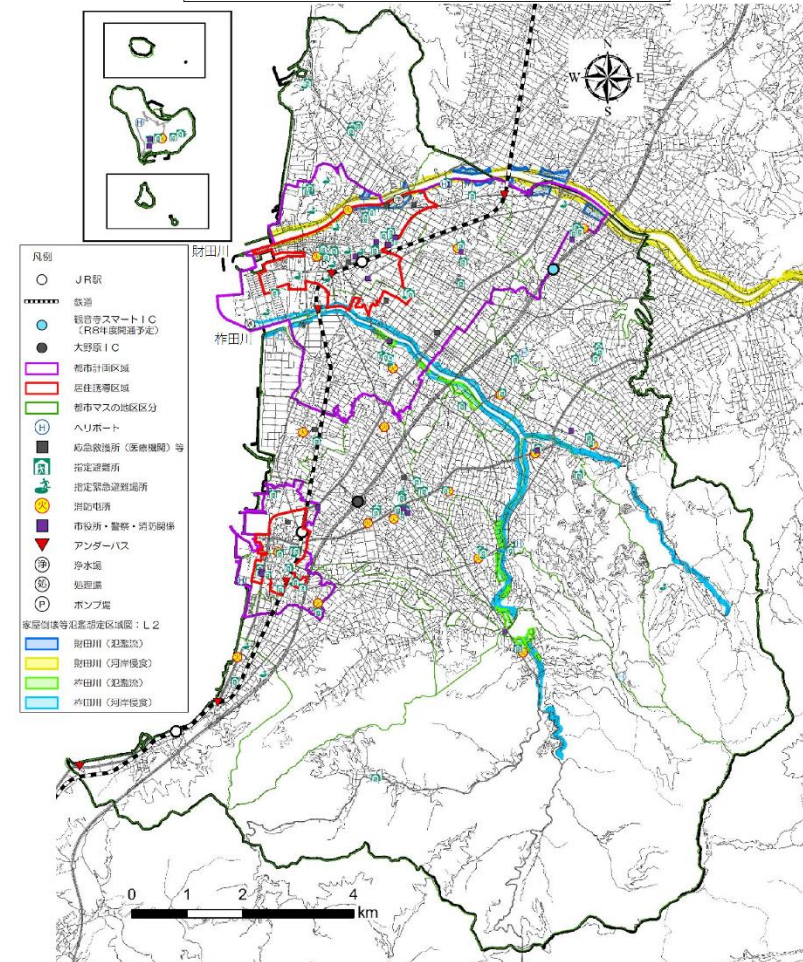 N
W
E
S
財田川
柞田川
凡例
JR駅
鉄道
観音寺スマートIC
(R8年度開通予定)
大野原IC
都市計画区域
居住誘導区域
都市マスの地区区分
H
ヘリポート
応急救護所(医療機関)等
指定避難所
指定緊急避難場所
火
消防屯所
市役所・警察・消防関係
アンダーパス
浄
浄水場
処
処理場
P
ポンプ場
家屋倒壊等氾濫想定区域図:L2
財田川(氾濫流)
財田川(河岸侵食)
柞田川(氾濫流)
柞田川(河岸侵食)
0 1 2 4
km